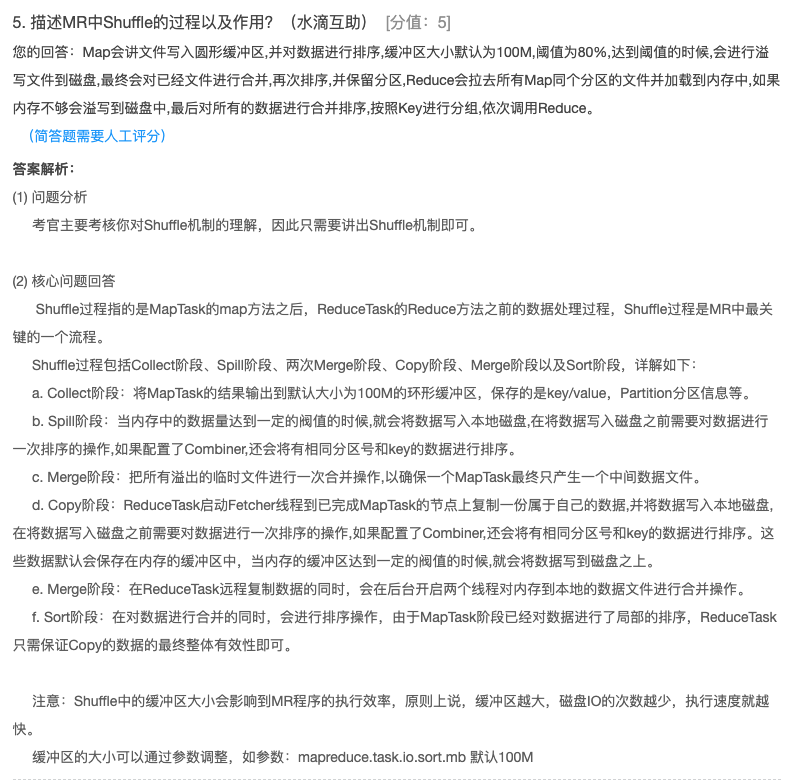 5. 描述MR中Shuffle的过程以及作用？（水滴互助） [分值：5]
您的回答：Map会讲文件写入圆形缓冲区,并对数据进行排序,缓冲区大小默认为100M,阈值为80%,达到阈值的时候,会进行溢
写文件到磁盘,最终会对已经文件进行合并,再次排序,并保留分区,Reduce会拉去所有Map同个分区的文件并加载到内存中,如果
内存不够会溢写到磁盘中,最后对所有的数据进行合并排序,按照Key进行分组,依次调用Reduce。
（简答题需要人工评分）
答案解析：
(1) 问题分析
考官主要考核你对Shuffle机制的理解，因此只需要讲出Shuffle机制即可。
(2) 核心问题回答
Shuffle过程指的是MapTask的map方法之后，ReduceTask的Reduce方法之前的数据处理过程，Shuffle过程是MR中最关
键的一个流程。
Shuffle过程包括Collect阶段、Spill阶段、两次Merge阶段、Copy阶段、Merge阶段以及Sort阶段，详解如下：
a. Collect阶段：将MapTask的结果输出到默认大小为100M的环形缓冲区，保存的是key/value，Partition分区信息等。
b. Spill阶段：当内存中的数据量达到一定的阀值的时候,就会将数据写入本地磁盘,在将数据写入磁盘之前需要对数据进行
一次排序的操作,如果配置了Combiner,还会将有相同分区号和key的数据进行排序。
c. Merge阶段：把所有溢出的临时文件进行一次合并操作,以确保一个MapTask最终只产生一个中间数据文件。
d. Copy阶段：ReduceTask启动Fetcher线程到已完成MapTask的节点上复制一份属于自己的数据,并将数据写入本地磁盘,
在将数据写入磁盘之前需要对数据进行一次排序的操作,如果配置了Combiner,还会将有相同分区号和key的数据进行排序。这
些数据默认会保存在内存的缓冲区中，当内存的缓冲区达到一定的阀值的时候,就会将数据写到磁盘之上。
e. Merge阶段：在ReduceTask远程复制数据的同时，会在后台开启两个线程对内存到本地的数据文件进行合并操作。
f. Sort阶段：在对数据进行合并的同时，会进行排序操作，由于MapTask阶段已经对数据进行了局部的排序，ReduceTask
只需保证Copy的数据的最终整体有效性即可。
注意：Shuffle中的缓冲区大小会影响到MR程序的执行效率，原则上说，缓冲区越大，磁盘IO的次数越少，执行速度就越
快。
缓冲区的大小可以通过参数调整，如参数：mapreduce.task.io.sort.mb 默认100M